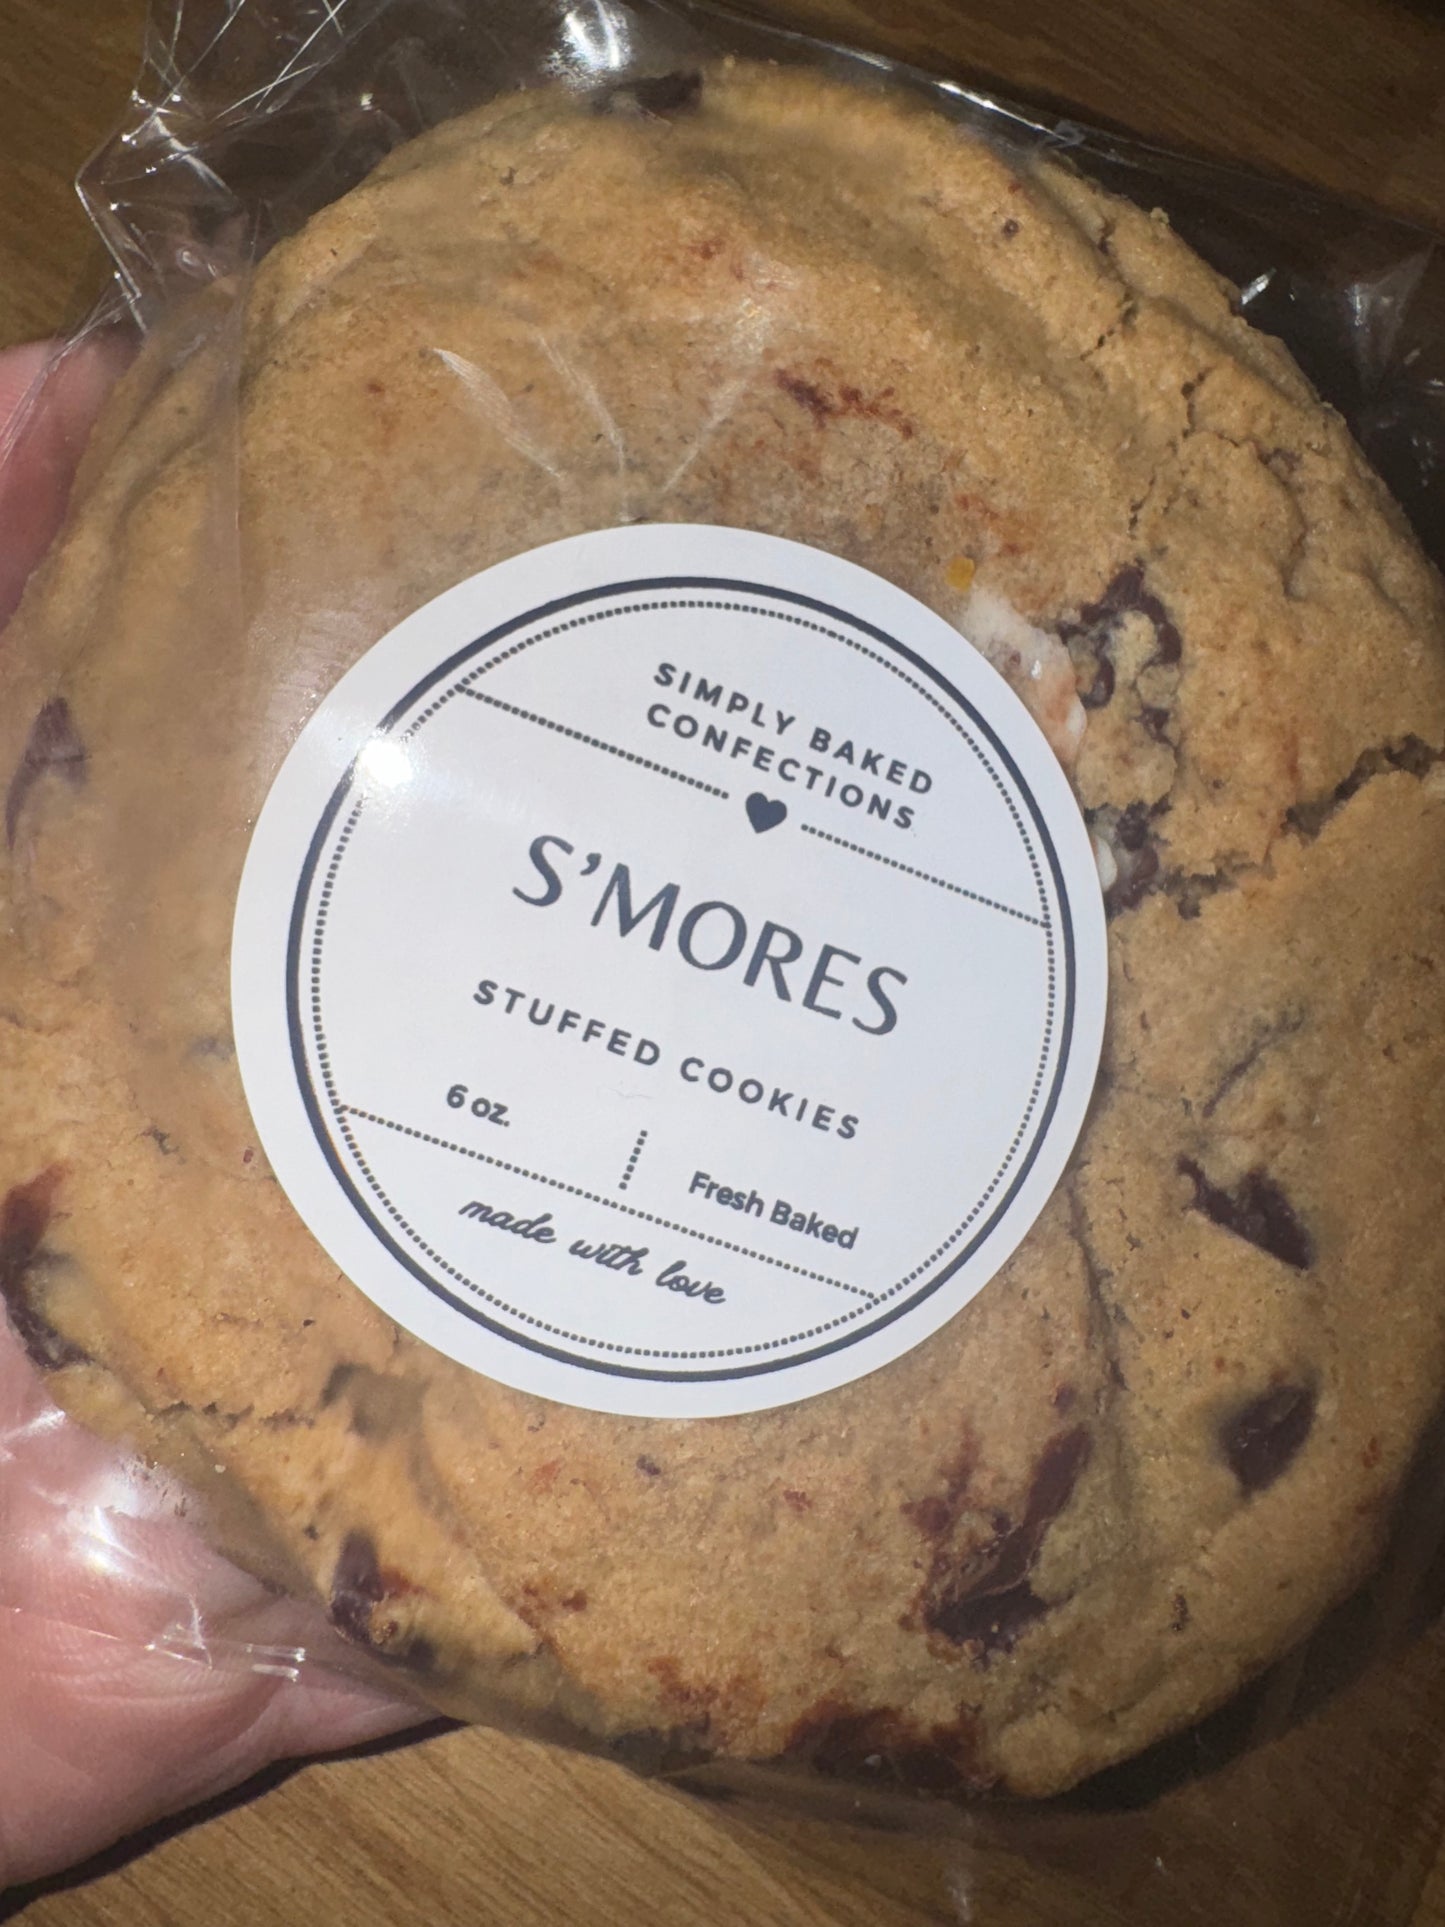 SIMPLY BAKED
CONFECTIONS
S'MORES
STUFFED COOKIES
6 oz.
Fresh Baked
made with love